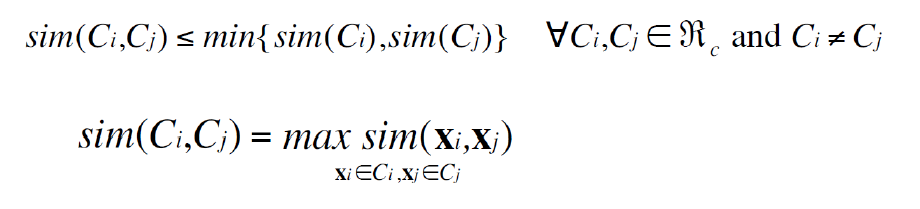 sim(Ci,Cj) ≤ min{sim(Ci),sim(Cj)} ∀Ci,Cj ∈ ℜc and Ci ≠ Cj
sim(Ci,Cj) = max sim(xi,xj)
xi∈Ci,xj∈Cj